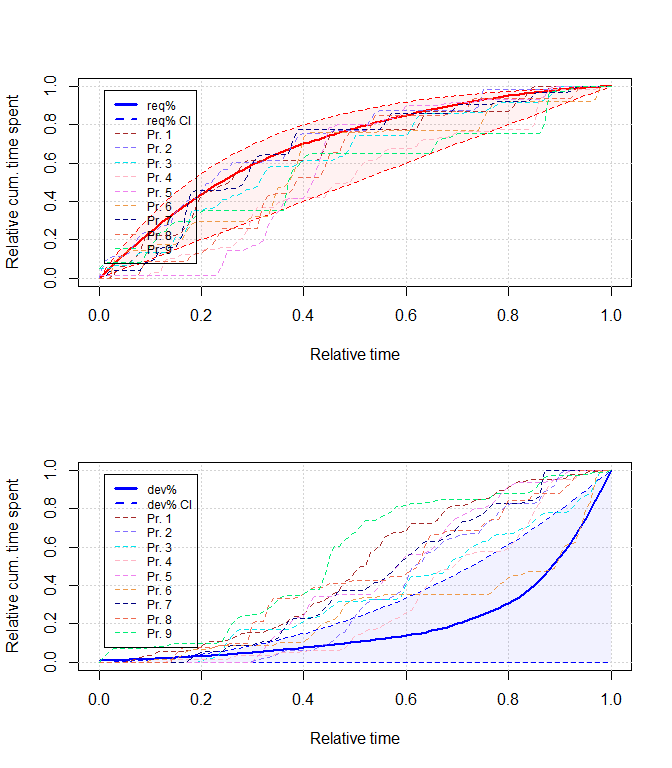 Relative cum. time spent
1.0
0.8
0.6
0.4
0.2
0.0
req%
req% CI
Pr. 1
Pr. 2
Pr. 3
Pr. 4
Pr. 5
Pr. 6
Pr. 7
Pr. 8
Pr. 9
0.0 0.2 0.4 0.6 0.8 1.0
Relative time
Relative cum. time spent
1.0
0.8
0.6
0.4
0.2
0.0
dev%
dev% CI
Pr. 1
Pr. 2
Pr. 3
Pr. 4
Pr. 5
Pr. 6
Pr. 7
Pr. 8
Pr. 9
0.0 0.2 0.4 0.6 0.8 1.0
Relative time